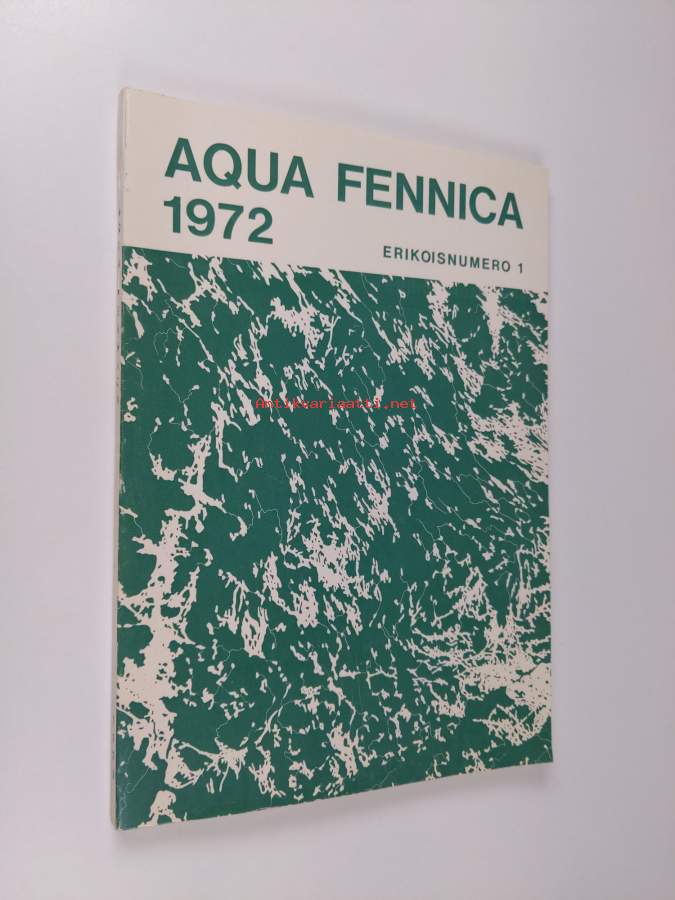 AQUA FENNICA
1972
ERIKOISNUMERO 1
Antikvariaatti.net